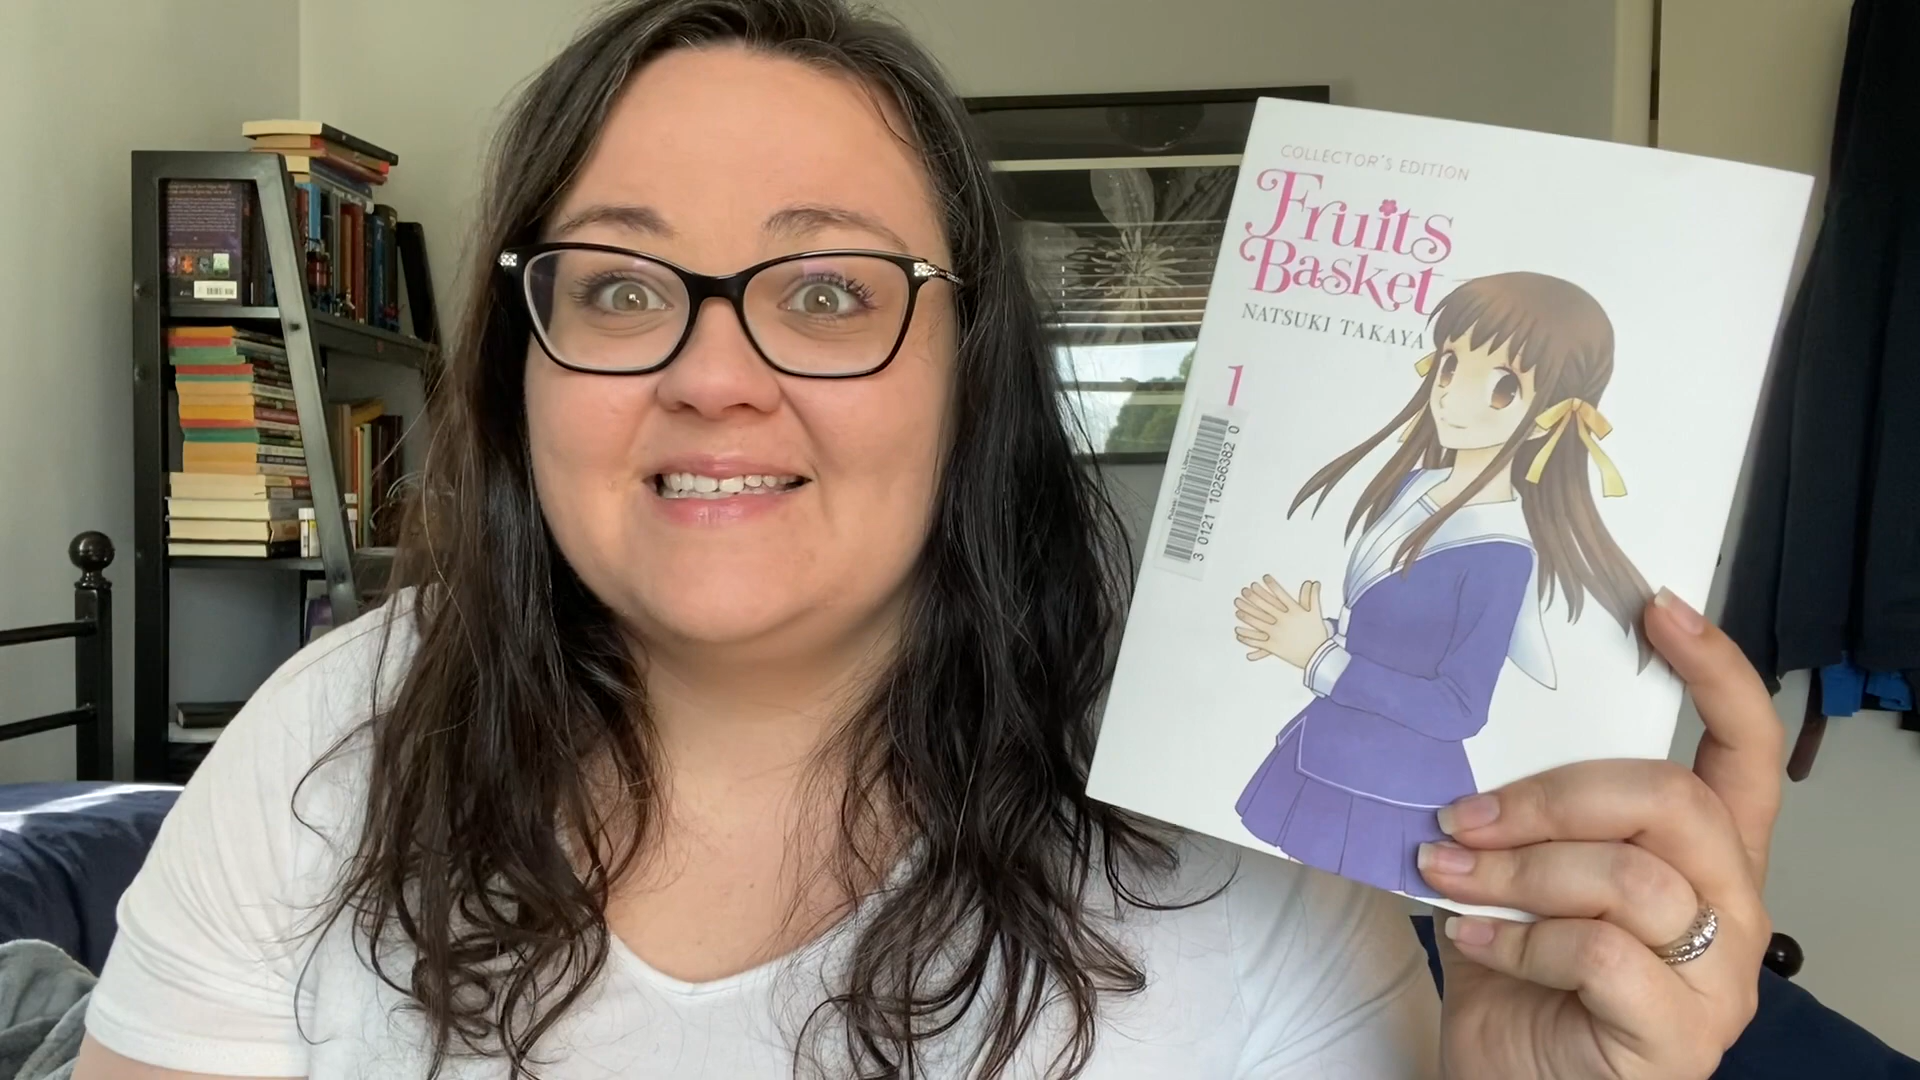 COLLECTOR'S EDITION
Fruits
Basket
NATSUKI TAKAYA
1
3 0121 10256382 0